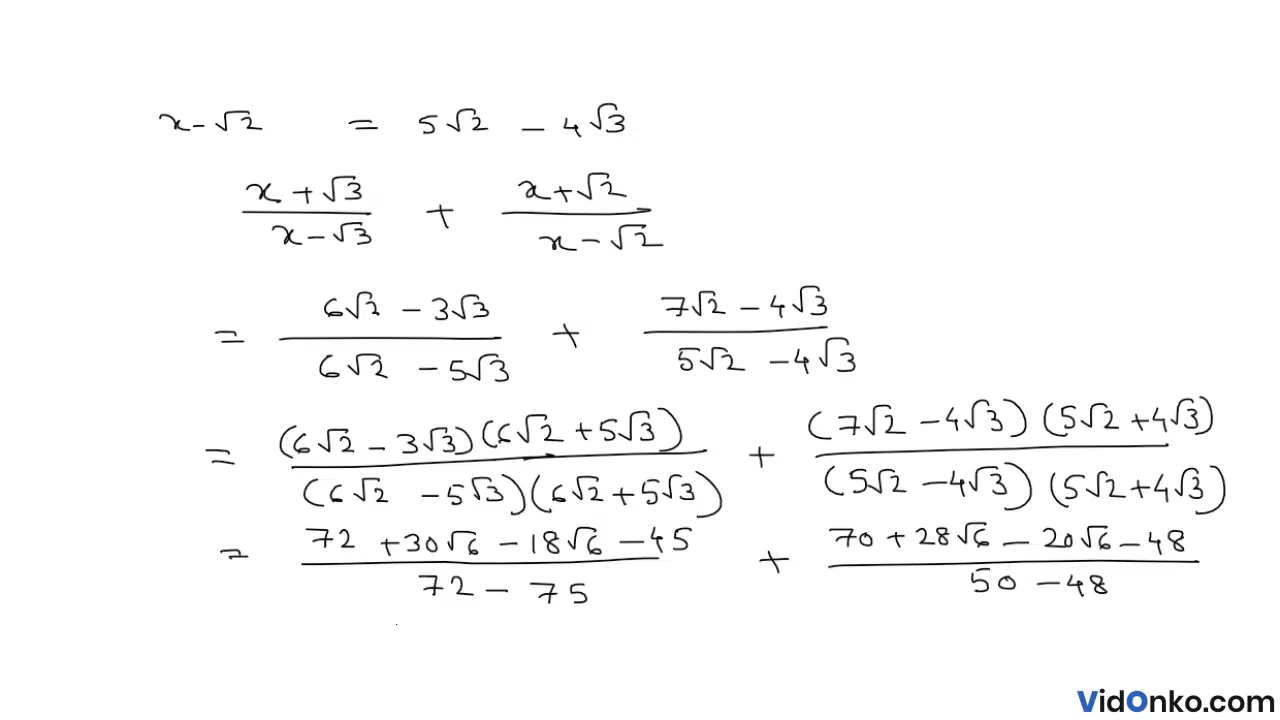 x-√2 = 5√2 - 4√3
x+√3 / x-√3 + x+√2 / x-√2
= 6√2 - 3√3 / 6√2 - 5√3 + 7√2 - 4√3 / 5√2 - 4√3
= (6√2 - 3√3)(6√2 + 5√3) / (6√2 - 5√3)(6√2 + 5√3) + (7√2 - 4√3)(5√2 + 4√3) / (5√2 - 4√3)(5√2 + 4√3)
= 72 + 30√6 - 18√6 - 45 / 72 - 75 + 70 + 28√6 - 20√6 - 48 / 50 - 48
VidOnko.com